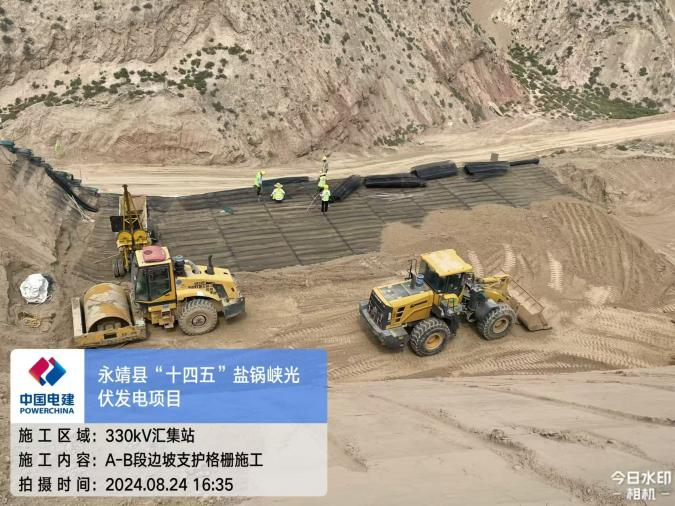 中国电建
POWERCHINA
永靖县“十四五”盐锅峡光
伏发电项目
施工区域：330kV汇集站
施工内容：A-B段边坡支护格栅施工
拍摄时间：2024.08.24 16:35
今日水印
相机